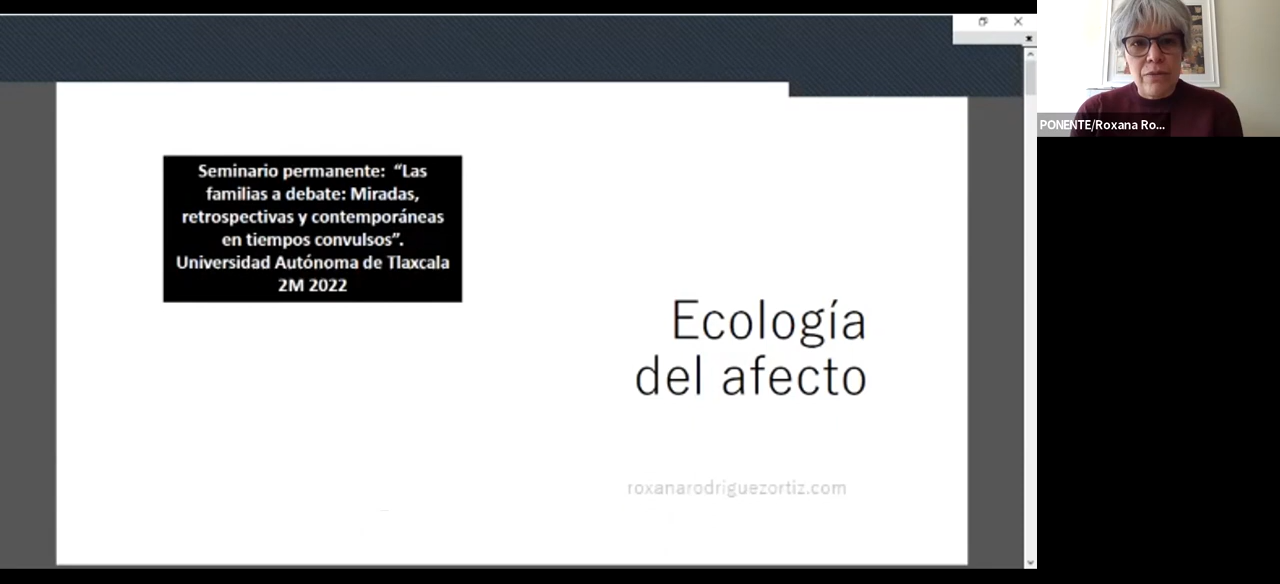 Seminario permanente:  “Las
familias a debate: Miradas,
retrospectivas y contemporáneas
en tiempos convulsos”.
Universidad Autónoma de Tlaxcala
2M 2022
Ecología
del afecto
roxanarodriguezortiz.com
PONENTE/Roxana Ro...